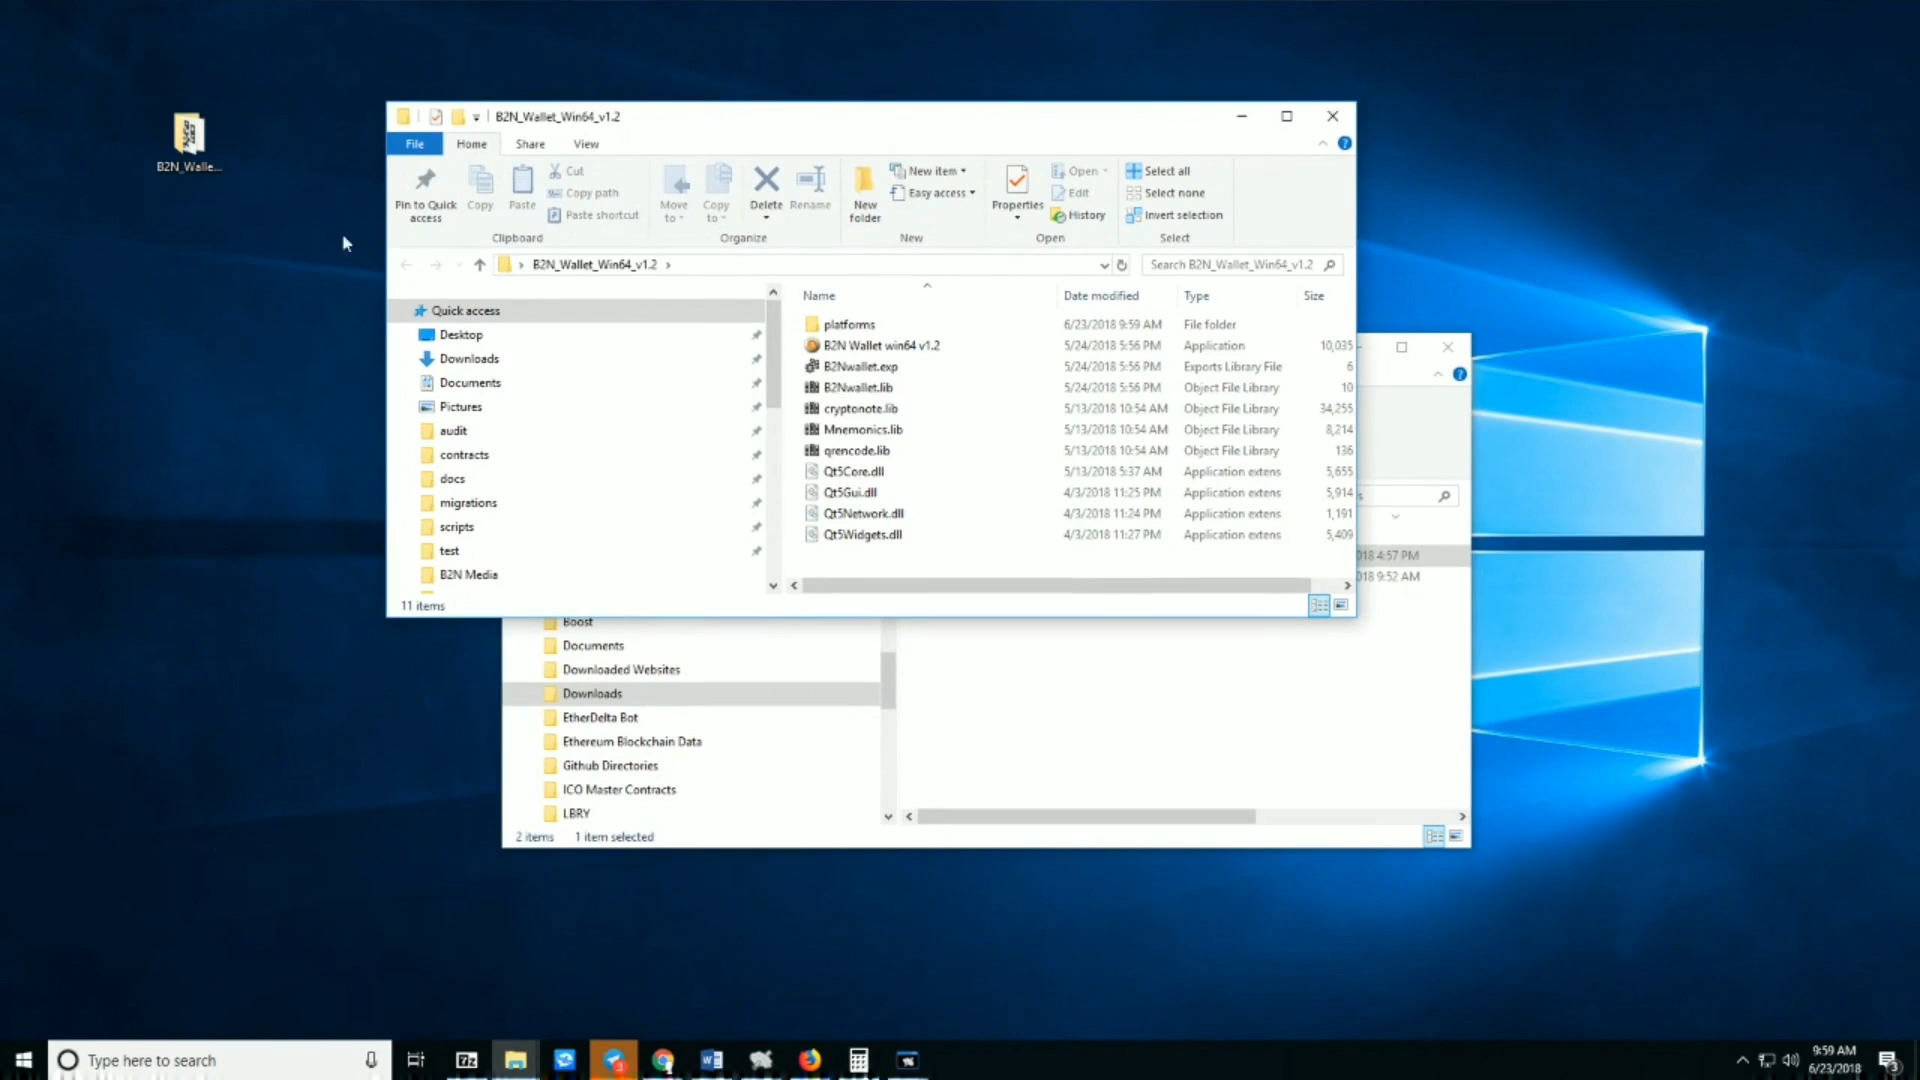 B2N_Walle...
B2N_Wallet_Win64_v1.2
File Home Share View
Pin to Quick access
Copy
Paste
Cut
Copy path
Paste shortcut
Clipboard
Move to
Copy to
Delete
Rename
Organize
New folder
New item
Easy access
New
Properties
Open
Edit
History
Open
Select all
Select none
Invert selection
Select
B2N_Wallet_Win64_v1.2
Search B2N_Wallet_Win64_v1.2
Quick access
Desktop
Downloads
Documents
Pictures
audit
contracts
docs
migrations
scripts
test
B2N Media
Name Date modified Type Size
platforms 6/23/2018 9:59 AM File folder
B2N Wallet win64 v1.2 5/24/2018 5:56 PM Application 10,035
B2Nwallet.exp 5/24/2018 5:56 PM Exports Library File 6
B2Nwallet.lib 5/24/2018 5:56 PM Object File Library 10
cryptonote.lib 5/13/2018 10:54 AM Object File Library 34,255
Mnemonics.lib 5/13/2018 10:54 AM Object File Library 8,214
qrencode.lib 5/13/2018 10:54 AM Object File Library 136
Qt5Core.dll 5/13/2018 5:37 AM Application extens 5,655
Qt5Gui.dll 4/3/2018 11:25 PM Application extens 5,914
Qt5Network.dll 4/3/2018 11:24 PM Application extens 1,191
Qt5Widgets.dll 4/3/2018 11:27 PM Application extens 5,409
11 items
s
018 4:57 PM
018 9:52 AM
Boost
Documents
Downloaded Websites
Downloads
EtherDelta Bot
Ethereum Blockchain Data
Github Directories
ICO Master Contracts
LBRY
2 items 1 item selected
Type here to search
7z
3
9:59 AM
6/23/2018
3